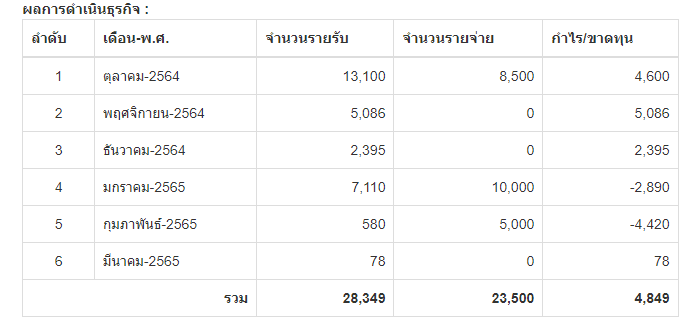 ผลการดำเนินธุรกิจ :
ลำดับ เดือน-พ.ศ. จำนวนรายรับ จำนวนรายจ่าย กำไร/ขาดทุน
1 ตุลาคม-2564 13,100 8,500 4,600
2 พฤศจิกายน-2564 5,086 0 5,086
3 ธันวาคม-2564 2,395 0 2,395
4 มกราคม-2565 7,110 10,000 -2,890
5 กุมภาพันธ์-2565 580 5,000 -4,420
6 มีนาคม-2565 78 0 78
รวม 28,349 23,500 4,849